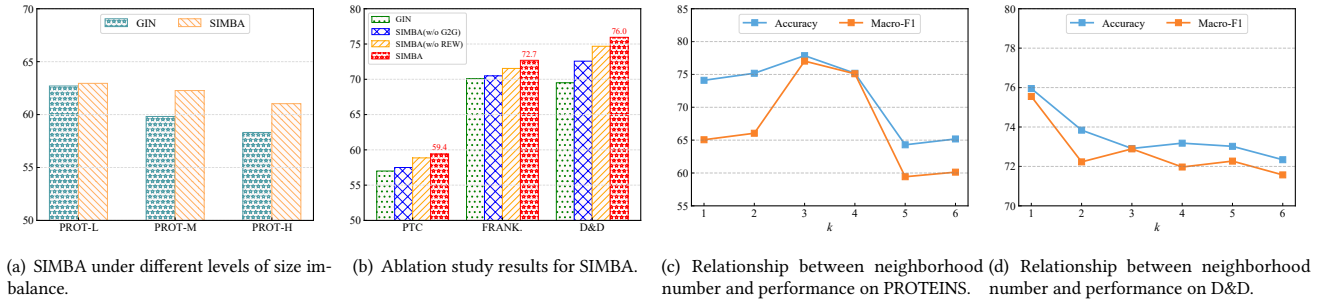 70
65
60
55
50
GIN
SIMBA
PROT-L
PROT-M
PROT-H
(a) SIMBA under different levels of size im-
balance.
80
75
70
65
60
55
50
GIN
SIMBA(w/o G2G)
SIMBA(w/o REW)
SIMBA
59.4
72.7
76.0
PTC
FRANK.
D&D
(b) Ablation study results for SIMBA.
85
80
75
70
65
60
55
Accuracy
Macro-F1
1 2 3 4 5 6
k
(c) Relationship between neighborhood
number and performance on PROTEINS.
80
78
76
74
72
70
Accuracy
Macro-F1
1 2 3 4 5 6
k
(d) Relationship between neighborhood
number and performance on D&D.